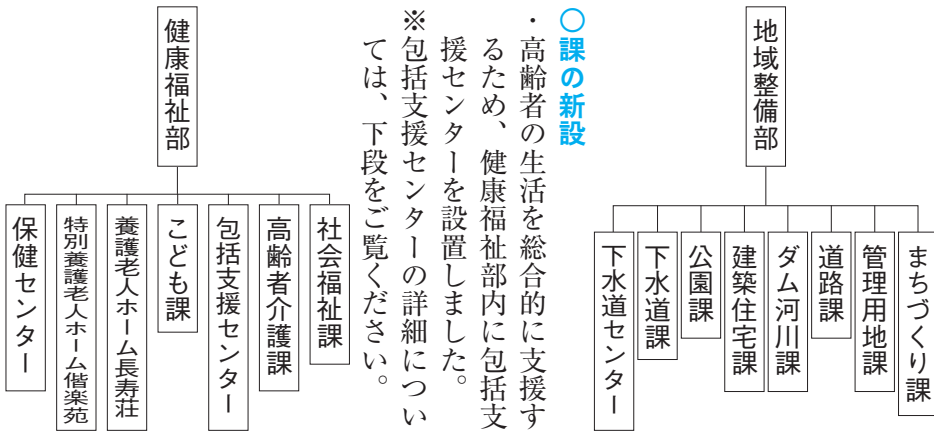 地域整備部
まちづくり課
管理用地課
道路課
ダム河川課
建築住宅課
公園課
下水道課
下水道センター
○課の新設
・高齢者の生活を総合的に支援す
るため、健康福祉部内に包括支
援センターを設置しました。
※包括支援センターの詳細につい
ては、下段をご覧ください。
健康福祉部
社会福祉課
高齢者介護課
包括支援センター
こども課
養護老人ホーム長寿荘
特別養護老人ホーム偕楽苑
保健センター